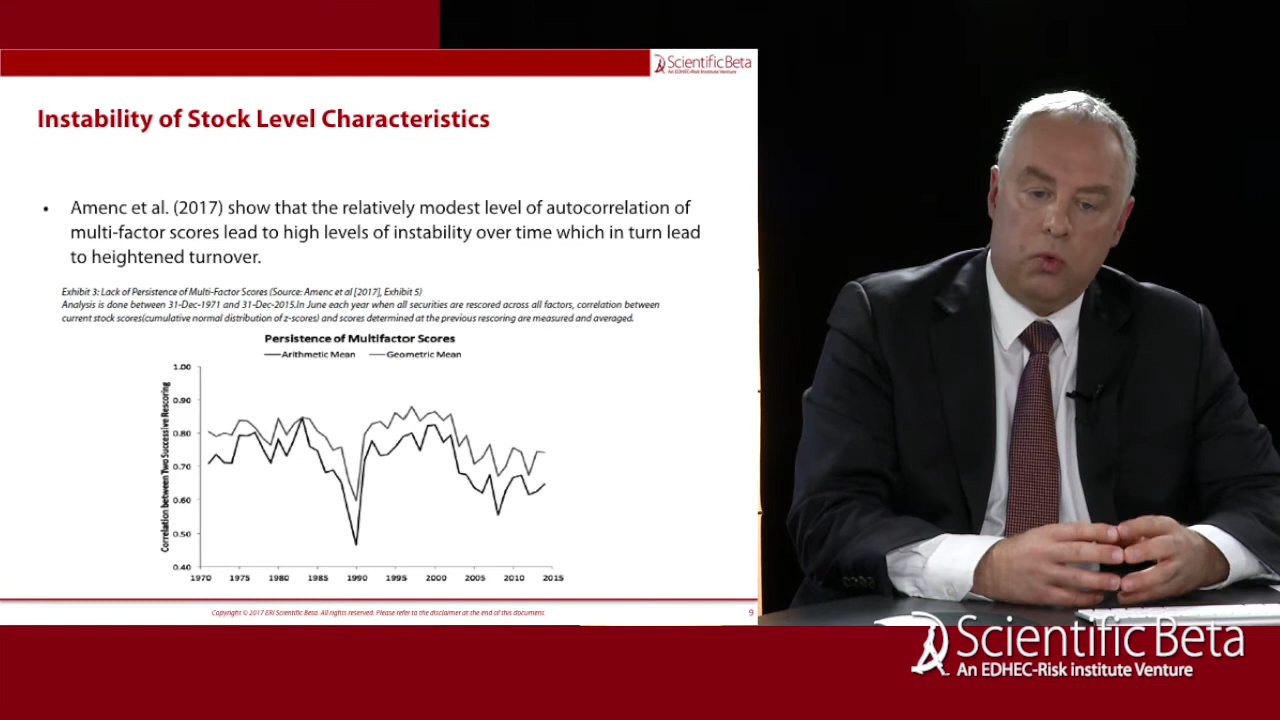 ScientificBeta
An EDHEC-Risk Institute Venture
Instability of Stock Level Characteristics
• Amenc et al. (2017) show that the relatively modest level of autocorrelation of
multi-factor scores lead to high levels of instability over time which in turn lead
to heightened turnover.
Exhibit 3: Lack of Persistence of Multi-Factor Scores (Source: Amenc et al [2017], Exhibit 5)
Analysis is done between 31-Dec-1971 and 31-Dec-2015.In June each year when all securities are rescored across all factors, correlation between
current stock scores(cumulative normal distribution of z-scores) and scores determined at the previous rescoring are measured and averaged.
Persistence of Multifactor Scores
Arithmetic Mean Geometric Mean
Correlation between Two Successive Rescoring
1.00
0.90
0.80
0.70
0.60
0.50
0.40
1970 1975 1980 1985 1990 1995 2000 2005 2010 2015
Copyright © 2017 ERI Scientific Beta. All rights reserved. Please refer to the disclaimer at the end of this document.
9
Scientific Beta
An EDHEC-Risk institute Venture